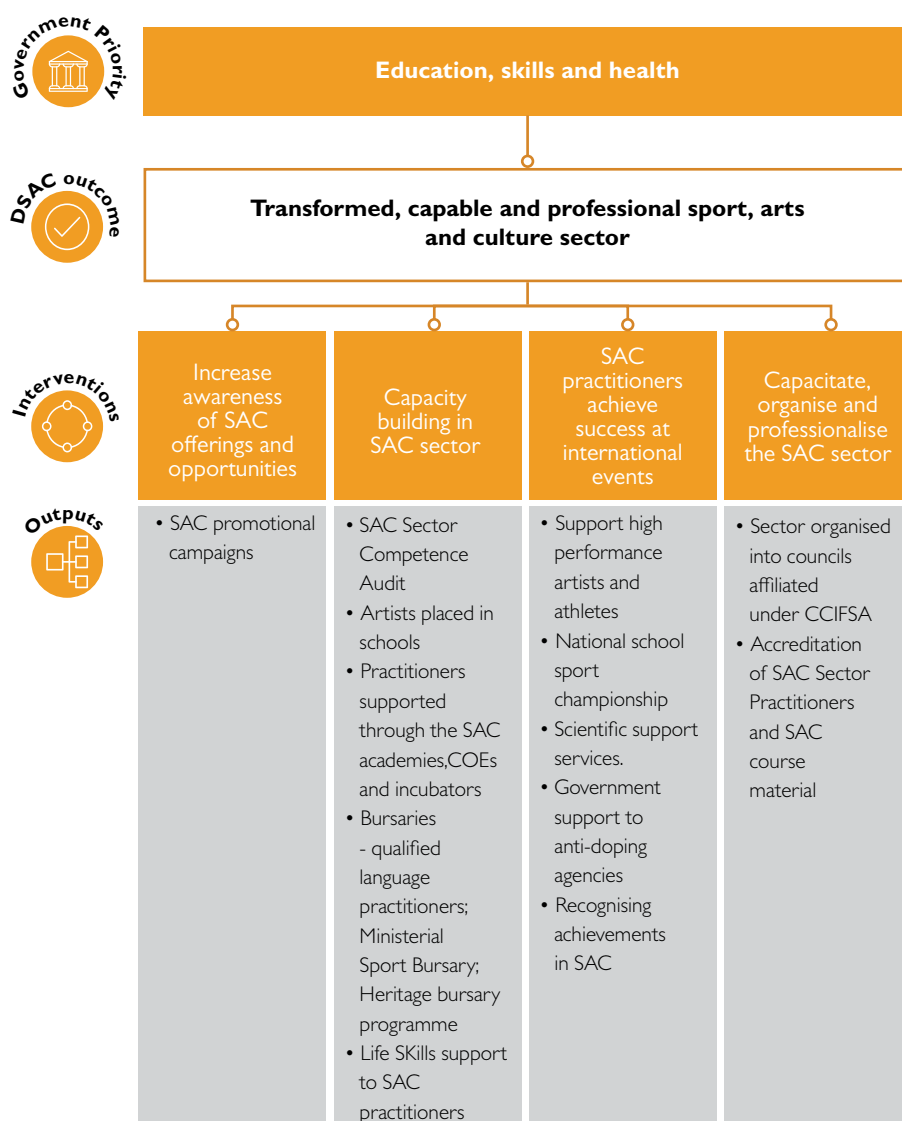 Government Priority
Education, skills and health
DSAC outcome
Transformed, capable and professional sport, arts
and culture sector
Interventions
Increase
awareness
of SAC
offerings and
opportunities
Capacity
building in
SAC sector
SAC
practitioners
achieve
success at
international
events
Capacitate,
organise and
professionalise
the SAC sector
Outputs
• SAC promotional
campaigns
• SAC Sector
Competence
Audit
• Artists placed in
schools
• Practitioners
supported
through the SAC
academies,COEs
and incubators
• Bursaries
- qualified
language
practitioners;
Ministerial
Sport Bursary;
Heritage bursary
programme
• Life SKills support
to SAC
practitioners
• Support high
performance
artists and
athletes
• National school
sport
championship
• Scientific support
services.
• Government
support to
anti-doping
agencies
• Recognising
achievements
in SAC
• Sector organised
into councils
affiliated
under CCIFSA
• Accreditation
of SAC Sector
Practitioners
and SAC
course
material